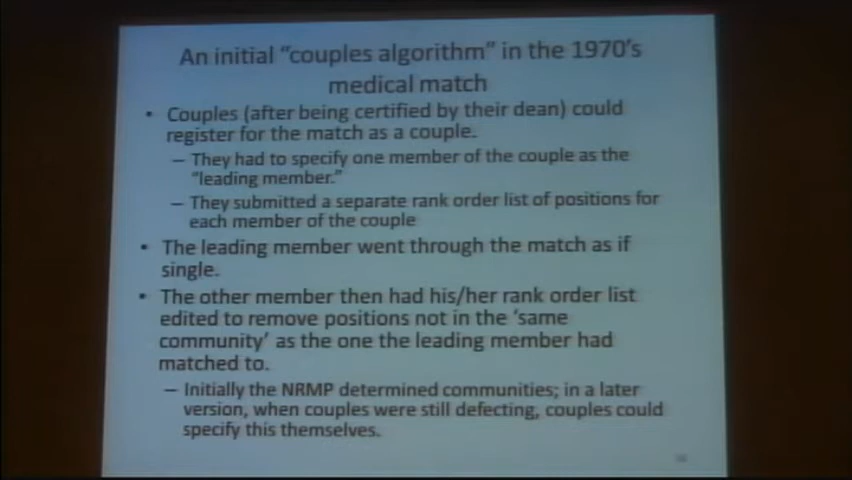 An initial “couples algorithm” in the 1970’s
medical match
• Couples (after being certified by their dean) could
register for the match as a couple.
– They had to specify one member of the couple as the
“leading member.”
– They submitted a separate rank order list of positions for
each member of the couple
• The leading member went through the match as if
single.
• The other member then had his/her rank order list
edited to remove positions not in the ‘same
community’ as the one the leading member had
matched to.
– Initially the NRMP determined communities; in a later
version, when couples were still defecting, couples could
specify this themselves.